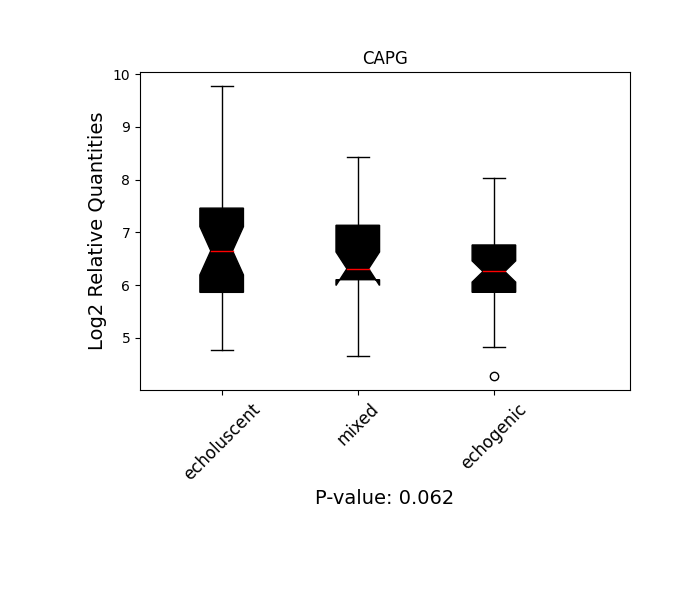 CAPG
Log2 Relative Quantities
10
9
8
7
6
5
echoluscent
mixed
echogenic
P-value: 0.062